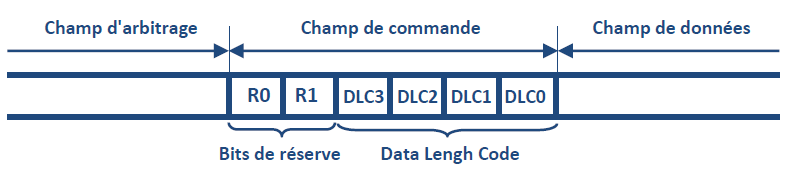 Champ d'arbitrage Champ de commande Champ de données
R0 R1 DLC3 DLC2 DLC1 DLC0
Bits de réserve Data Lengh Code